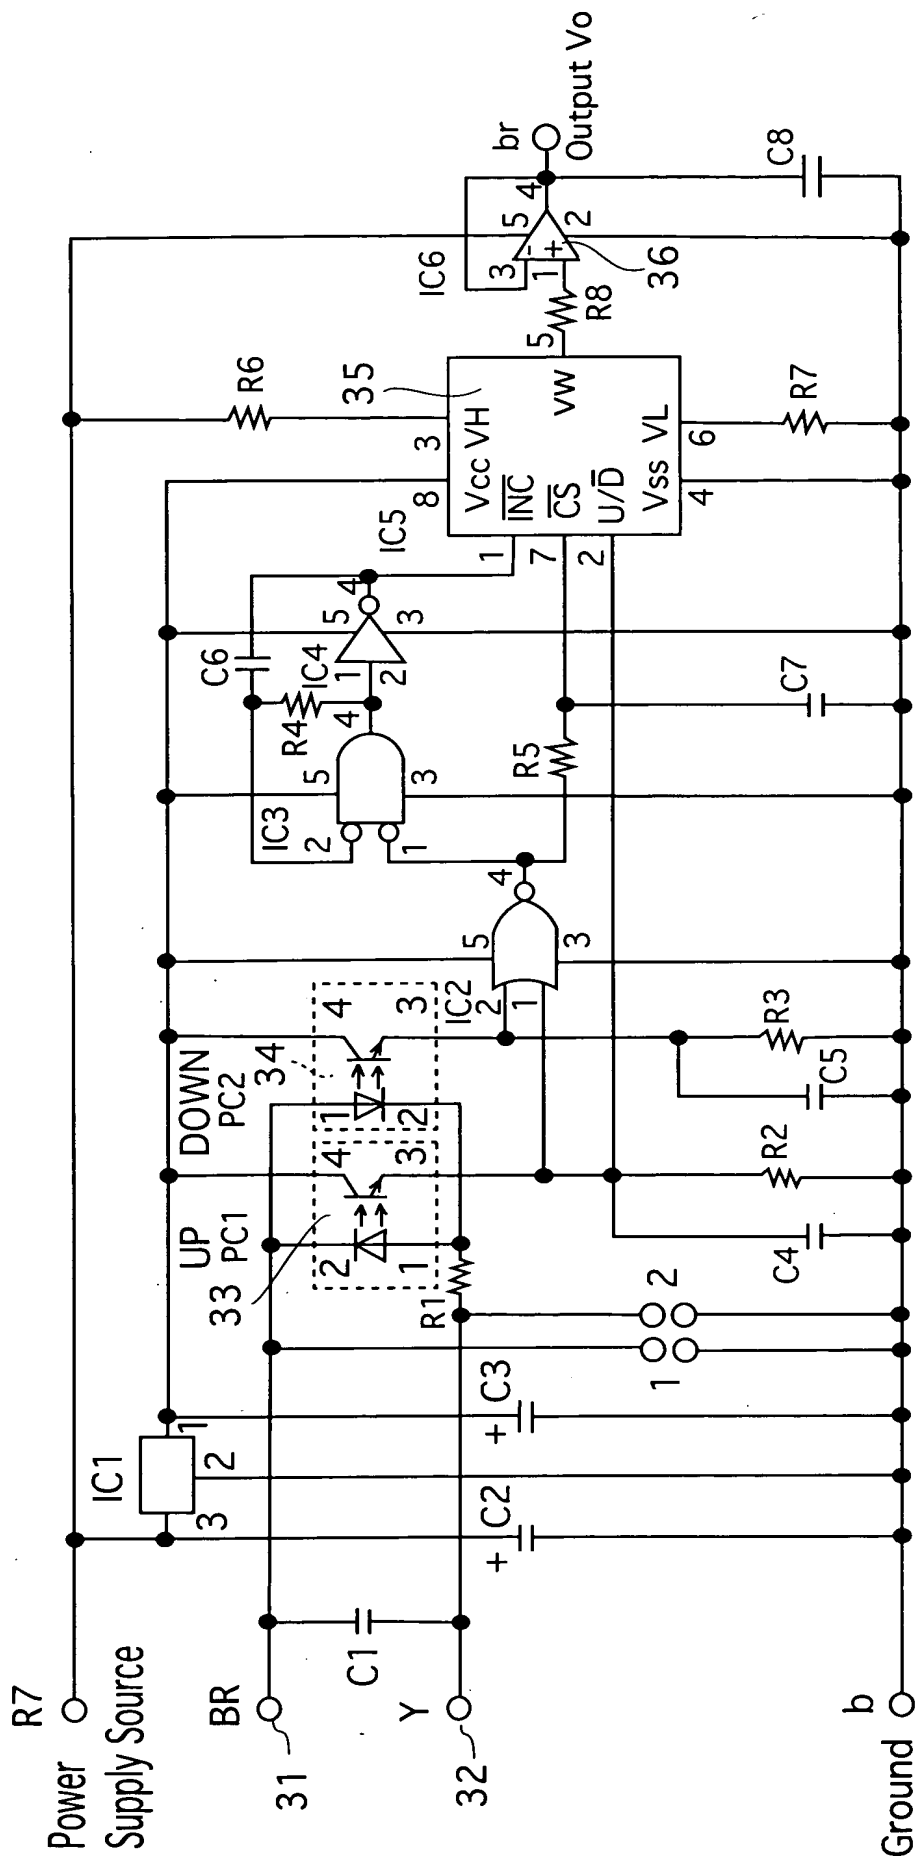 R7
Power
Supply Source
BR
31
Y
32
b
Ground
C1
IC1
3
2
1
C2
+
C3
+
1
2
R1
UP
PC1
33
2
1
4
3
DOWN
PC2
34
1
2
4
3
C4
R2
C5
R3
IC2
2
1
5
3
4
IC3
2
1
5
3
4
R4
C6
IC4
1
2
5
3
4
R5
C7
IC5
1
7
2
8
3
4
6
5
Vcc
VH
INC
CS
U/D
Vss
VL
VW
35
R6
R7
R8
IC6
3
1
5
2
4
-
+
36
br
Output Vo
C8